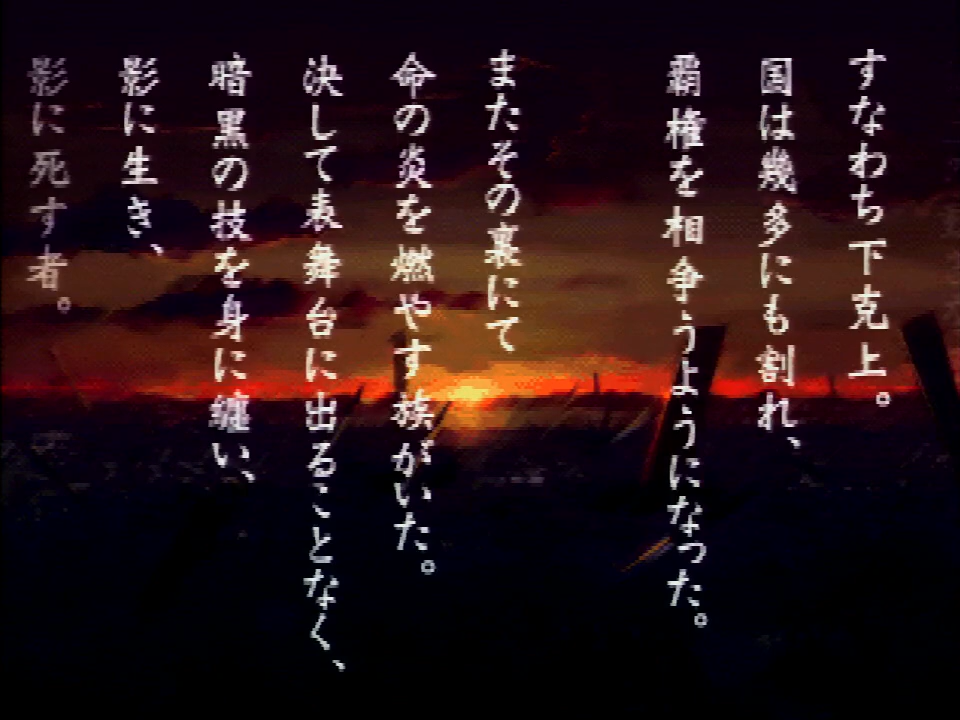 すなわち下克上。
国は幾多にも割れ、
覇権を相争うようになった。
またその裏にて
命の炎を燃やす族がいた。
決して表舞台に出ることなく、
暗黒の技を身に纏い、
影に生き、
影に死す者。